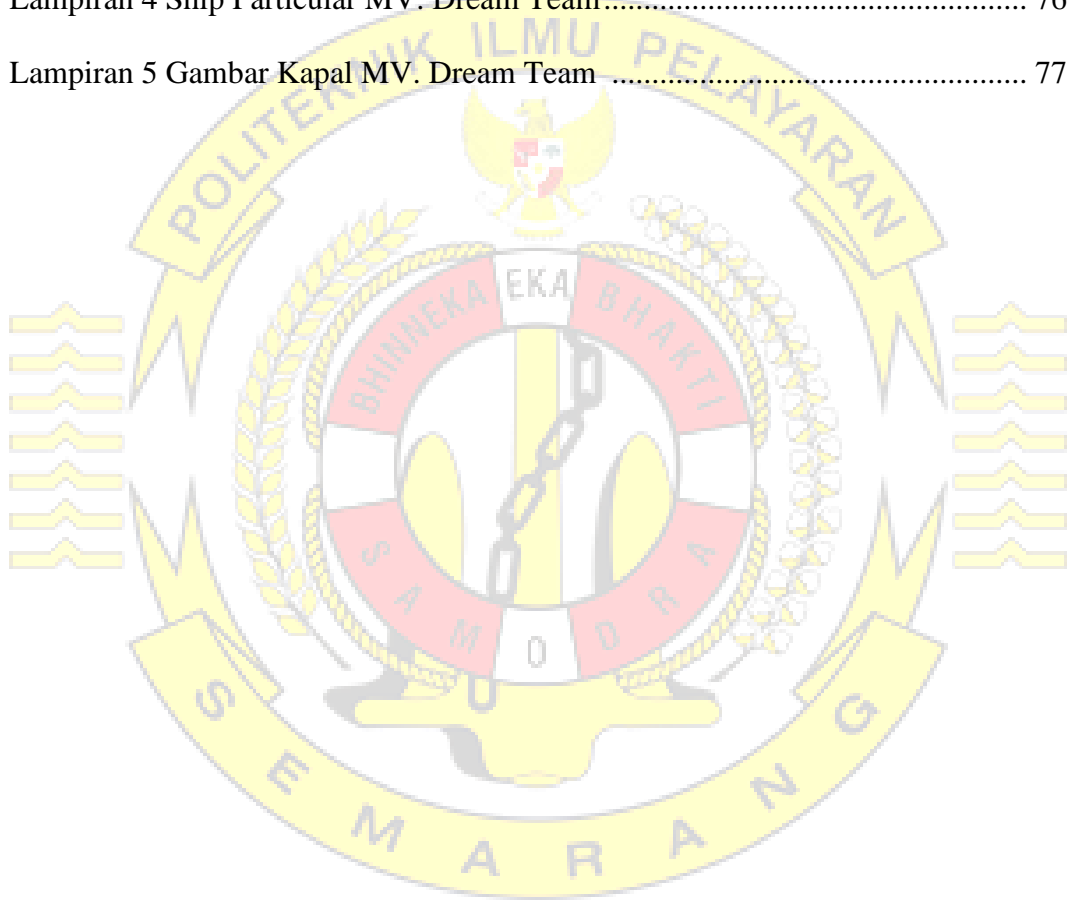 Lampiran 4 Ship Particular MV. Dream Team..................................................... 76
Lampiran 5 Gambar Kapal MV. Dream Team ..................................................... 77
POLITEKNIK ILMU PELAYARAN
BHINNEKA EKA BHAKTI
SAMODRA
SEMARANG